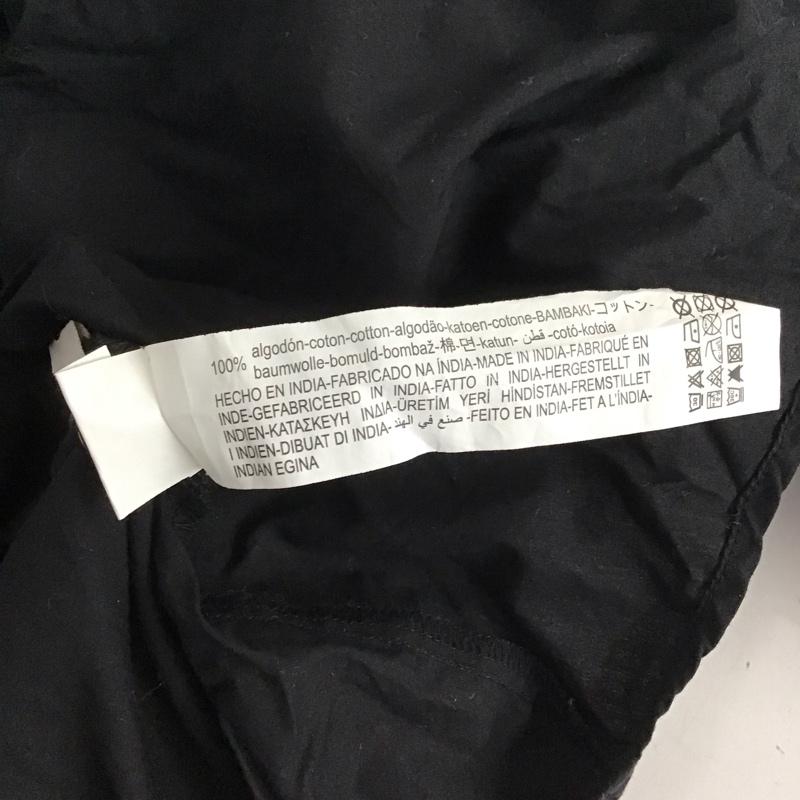 100% algodón-coton-cotton-algodão-katoen-cotone-BAMBAKI-コットン-
baumwolle-bomuld-bombaž-棉-면-katun- قطن -cotó-kotoia
HECHO EN INDIA-FABRICADO NA ÍNDIA-MADE IN INDIA-FABRIQUÉ EN
INDE-GEFABRICEERD IN INDIA-FATTO IN INDIA-HERGESTELLT IN
INDIEN-ΚΑΤΑΣΚΕΥΗ ΙΝΔΙΑ-ÜRETİM YERİ HİNDİSTAN-FREMSTILLET
I INDIEN-DIBUAT DI INDIA- صنع في الهند -FEITO EN INDIA-FET A L'ÍNDIA-
INDIAN EGINA